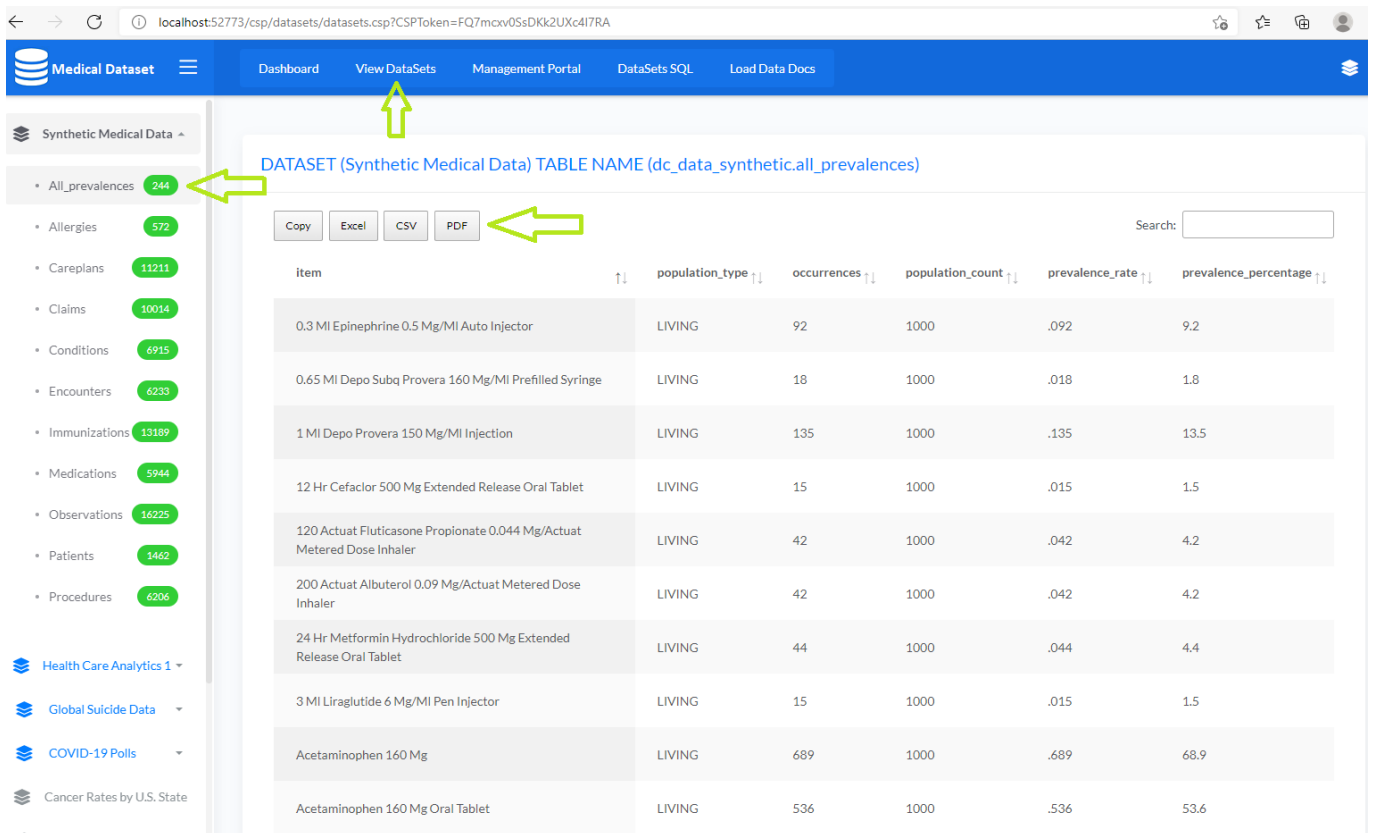 localhost:52773/csp/datasets/datasets.csp?CSPToken=FQ7mcxv0SsDKk2UXc4I7RA
Medical Dataset
Dashboard View DataSets Management Portal DataSets SQL Load Data Docs
Synthetic Medical Data
All_prevalences 244
Allergies 572
Careplans 11211
Claims 10014
Conditions 6915
Encounters 6233
Immunizations 13189
Medications 5944
Observations 16225
Patients 1462
Procedures 6206
Health Care Analytics 1
Global Suicide Data
COVID-19 Polls
Cancer Rates by U.S. State
DATASET (Synthetic Medical Data) TABLE NAME (dc_data_synthetic.all_prevalences)
Copy Excel CSV PDF Search:
item population_type occurrences population_count prevalence_rate prevalence_percentage
0.3 Ml Epinephrine 0.5 Mg/Ml Auto Injector LIVING 92 1000 .092 9.2
0.65 Ml Depo Subq Provera 160 Mg/Ml Prefilled Syringe LIVING 18 1000 .018 1.8
1 Ml Depo Provera 150 Mg/Ml Injection LIVING 135 1000 .135 13.5
12 Hr Cefaclor 500 Mg Extended Release Oral Tablet LIVING 15 1000 .015 1.5
120 Actuat Fluticasone Propionate 0.044 Mg/Actuat
Metered Dose Inhaler LIVING 42 1000 .042 4.2
200 Actuat Albuterol 0.09 Mg/Actuat Metered Dose
Inhaler LIVING 42 1000 .042 4.2
24 Hr Metformin Hydrochloride 500 Mg Extended
Release Oral Tablet LIVING 44 1000 .044 4.4
3 Ml Liraglutide 6 Mg/Ml Pen Injector LIVING 15 1000 .015 1.5
Acetaminophen 160 Mg LIVING 689 1000 .689 68.9
Acetaminophen 160 Mg Oral Tablet LIVING 536 1000 .536 53.6